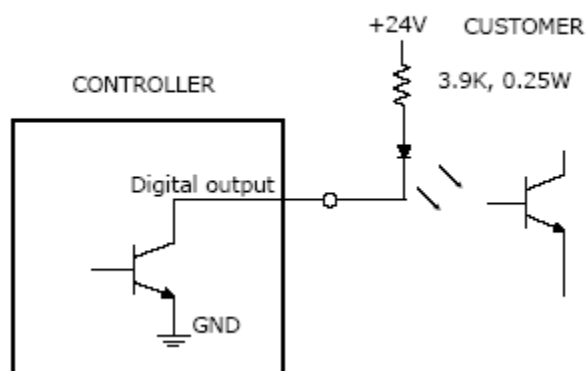 +24V CUSTOMER
3.9K, 0.25W
CONTROLLER
Digital output
GND